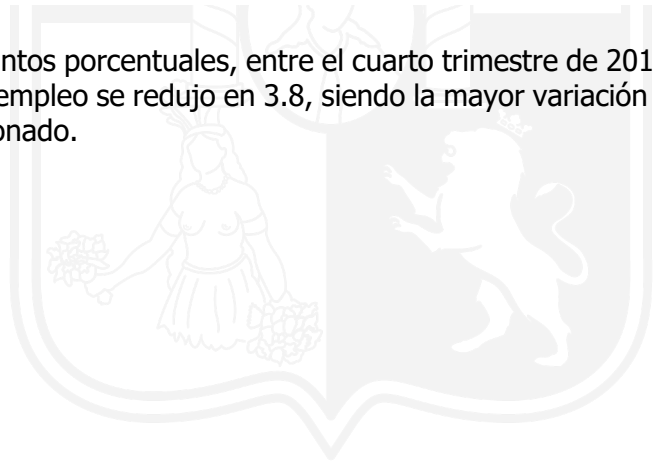 ntos porcentuales, entre el cuarto trimestre de 201
empleo se redujo en 3.8, siendo la mayor variación
onado.